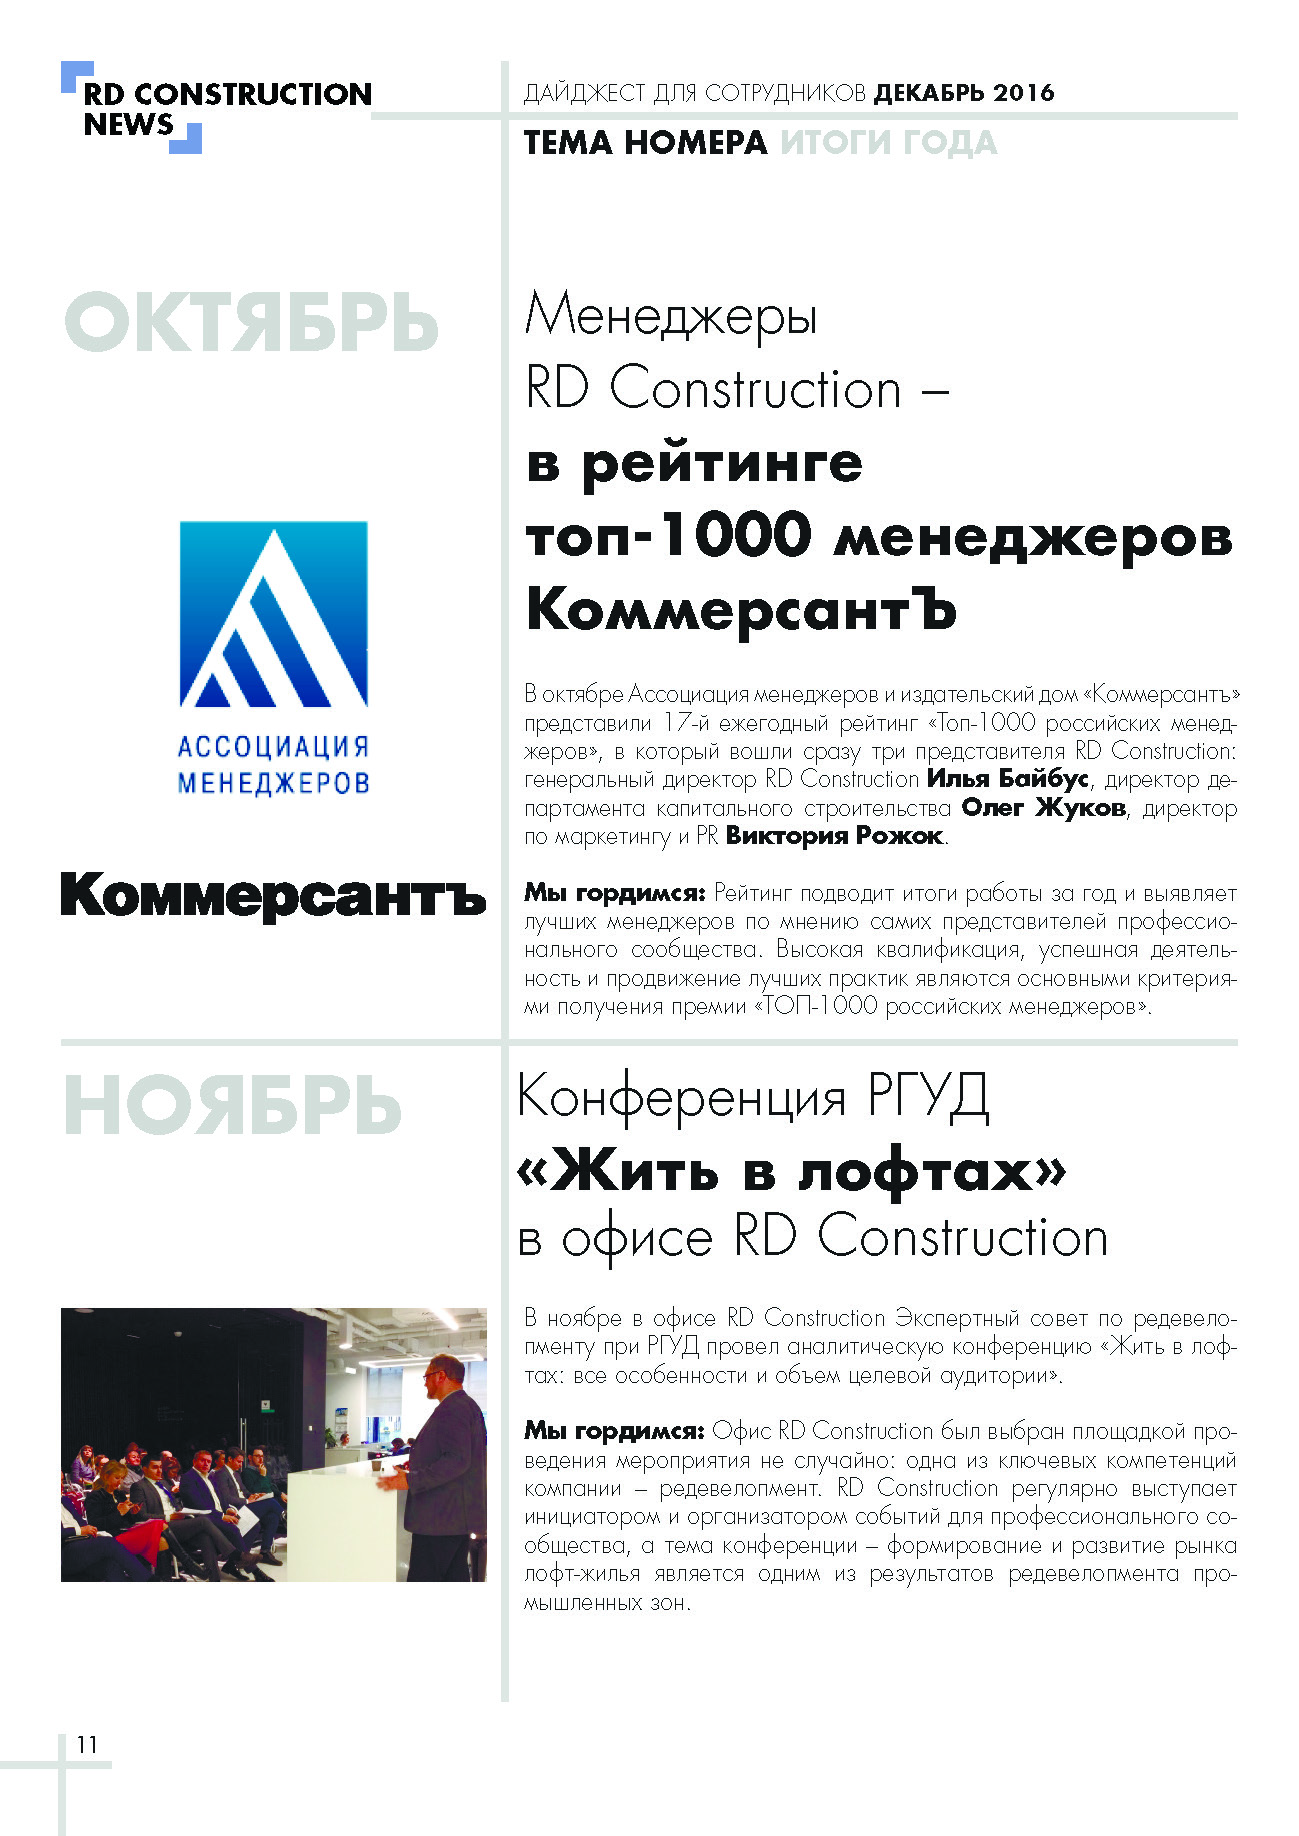 RD CONSTRUCTION
NEWS
ДАЙДЖЕСТ ДЛЯ СОТРУДНИКОВ ДЕКАБРЬ 2016
ТЕМА НОМЕРА ИТОГИ ГОДА
ОКТЯБРЬ
Менеджеры
RD Construction –
в рейтинге
топ-1000 менеджеров
КоммерсантЪ
АССОЦИАЦИЯ
МЕНЕДЖЕРОВ
Коммерсантъ
В октябре Ассоциация менеджеров и издательский дом «Коммерсантъ»
представили 17-й ежегодный рейтинг «Топ-1000 российских менед-
жеров», в который вошли сразу три представителя RD Construction:
генеральный директор RD Construction Илья Байбус, директор де-
партамента капитального строительства Олег Жуков, директор
по маркетингу и PR Виктория Рожок.
Мы гордимся: Рейтинг подводит итоги работы за год и выявляет
лучших менеджеров по мнению самих представителей профессио-
нального сообщества. Высокая квалификация, успешная деятель-
ность и продвижение лучших практик являются основными критерия-
ми получения премии «ТОП-1000 российских менеджеров».
НОЯБРЬ
Конференция РГУД
«Жить в лофтах»
в офисе RD Construction
В ноябре в офисе RD Construction Экспертный совет по редевело-
пменту при РГУД провел аналитическую конференцию «Жить в лоф-
тах: все особенности и объем целевой аудитории».
Мы гордимся: Офис RD Construction был выбран площадкой про-
ведения мероприятия не случайно: одна из ключевых компетенций
компании – редевелопмент. RD Construction регулярно выступает
инициатором и организатором событий для профессионального со-
общества, а тема конференции – формирование и развитие рынка
лофт-жилья является одним из результатов редевелопмента про-
мышленных зон.
11